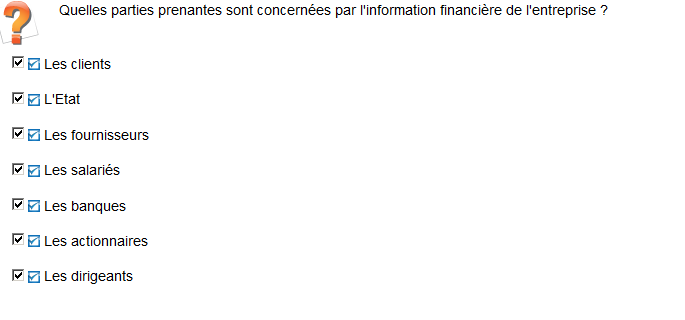 Quelles parties prenantes sont concernées par l'information financière de l'entreprise ?
Les clients
L'Etat
Les fournisseurs
Les salariés
Les banques
Les actionnaires
Les dirigeants